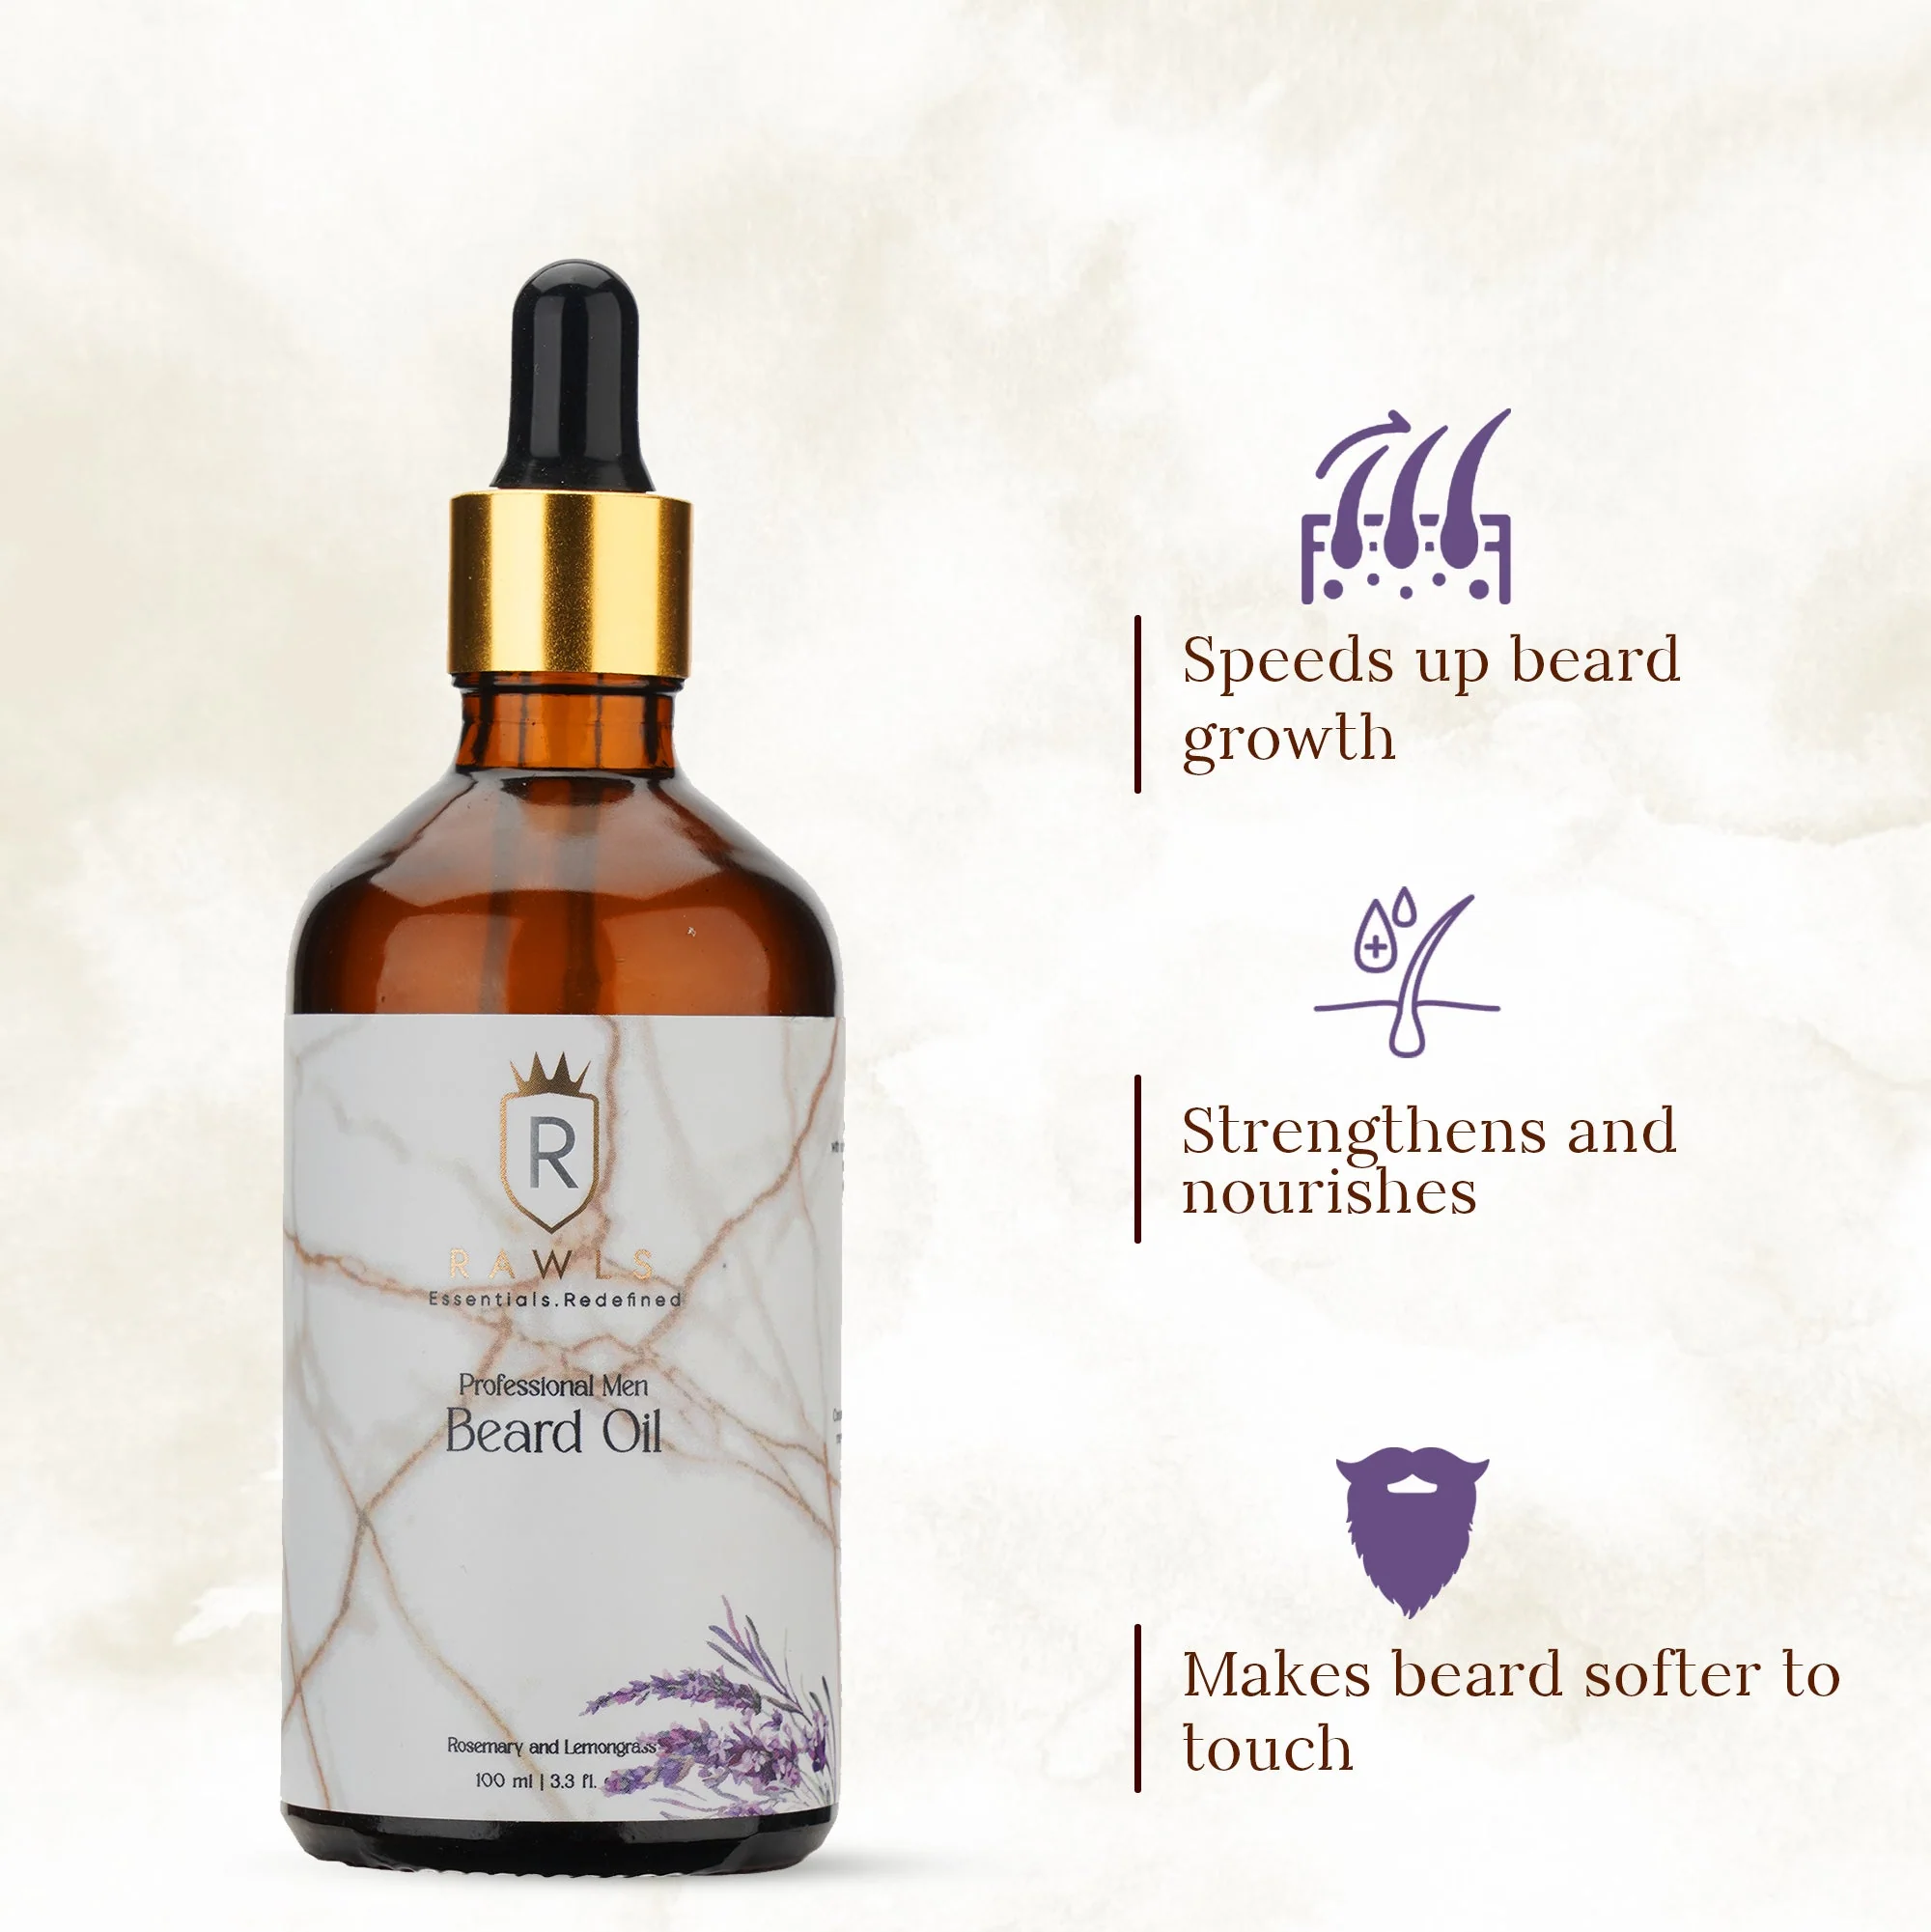 R
RAWLS
Essentials.Redefined
Professional Men
Beard Oil
Rosemary and Lemongrass
100 ml | 3.3 fl.
Speeds up beard
growth
Strengthens and
nourishes
Makes beard softer to
touch